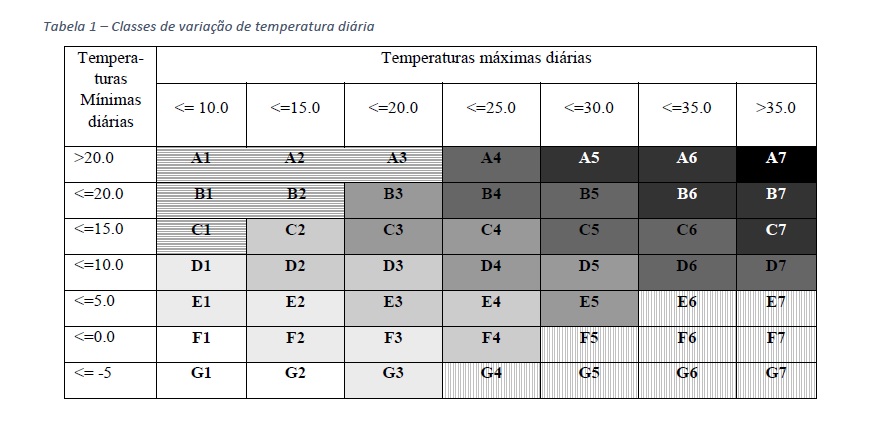 Tabela 1 – Classes de variação de temperatura diária
Tempera-
turas
Mínimas
diárias
Temperaturas máximas diárias
<= 10.0 <=15.0 <=20.0 <=25.0 <=30.0 <=35.0 >35.0
>20.0 A1 A2 A3 A4 A5 A6 A7
<=20.0 B1 B2 B3 B4 B5 B6 B7
<=15.0 C1 C2 C3 C4 C5 C6 C7
<=10.0 D1 D2 D3 D4 D5 D6 D7
<=5.0 E1 E2 E3 E4 E5 E6 E7
<=0.0 F1 F2 F3 F4 F5 F6 F7
<= -5 G1 G2 G3 G4 G5 G6 G7